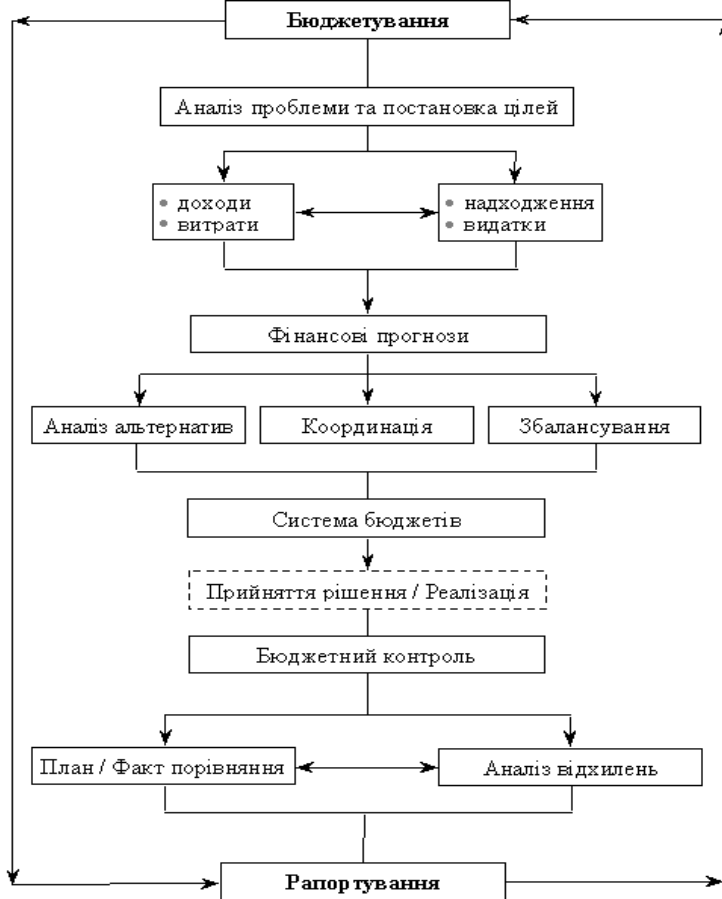 Бюджетування
Аналіз проблеми та постановка цілей
• доходи
• витрати
• надходження
• видатки
Фінансові прогнози
Аналіз альтернатив
Координація
Збалансування
Система бюджетів
Прийняття рішення / Реалізація
Бюджетний контроль
План / Факт порівняння
Аналіз відхилень
Рапортування